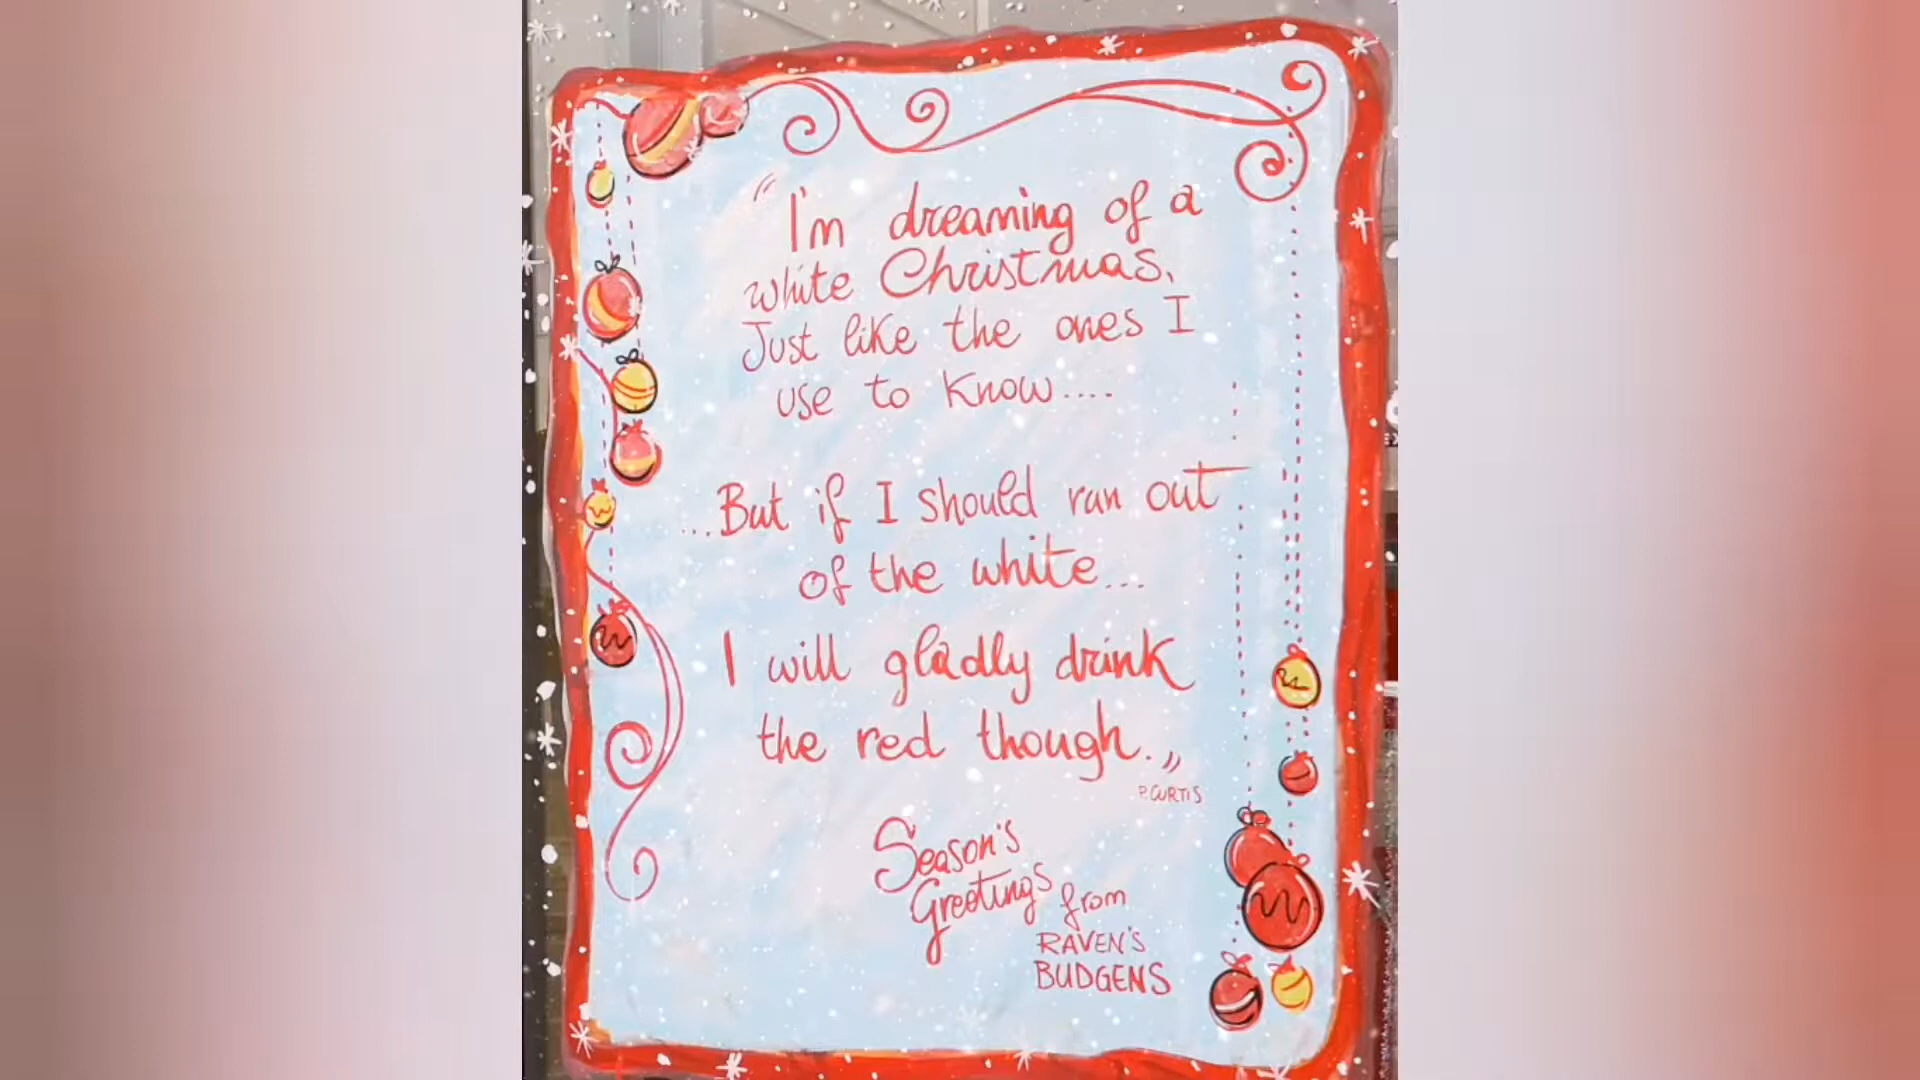 "I'm dreaming of a
white Christmas,
Just like the ones I
use to know....
...But if I should run out
of the white...
I will gladly drink
the red though."
P.CURTIS
Season's
Greetings from
RAVEN'S
BUDGENS